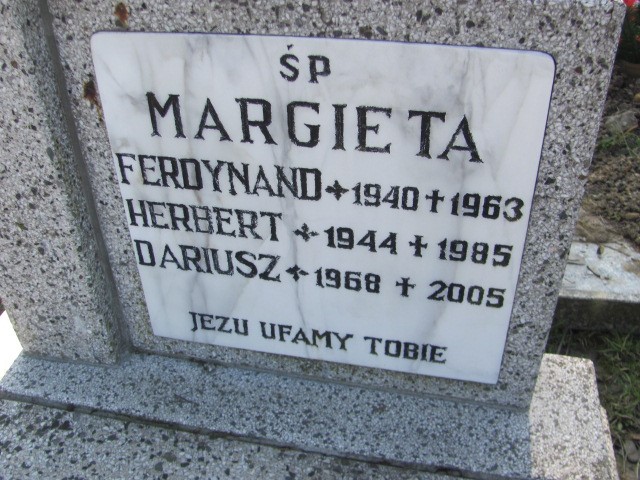 ŚP
MARGIETA
FERDYNAND ✦ 1940 ✝ 1963
HERBERT ✦ 1944 ✝ 1985
DARIUSZ ✦ 1968 ✝ 2005
JEZU UFAMY TOBIE